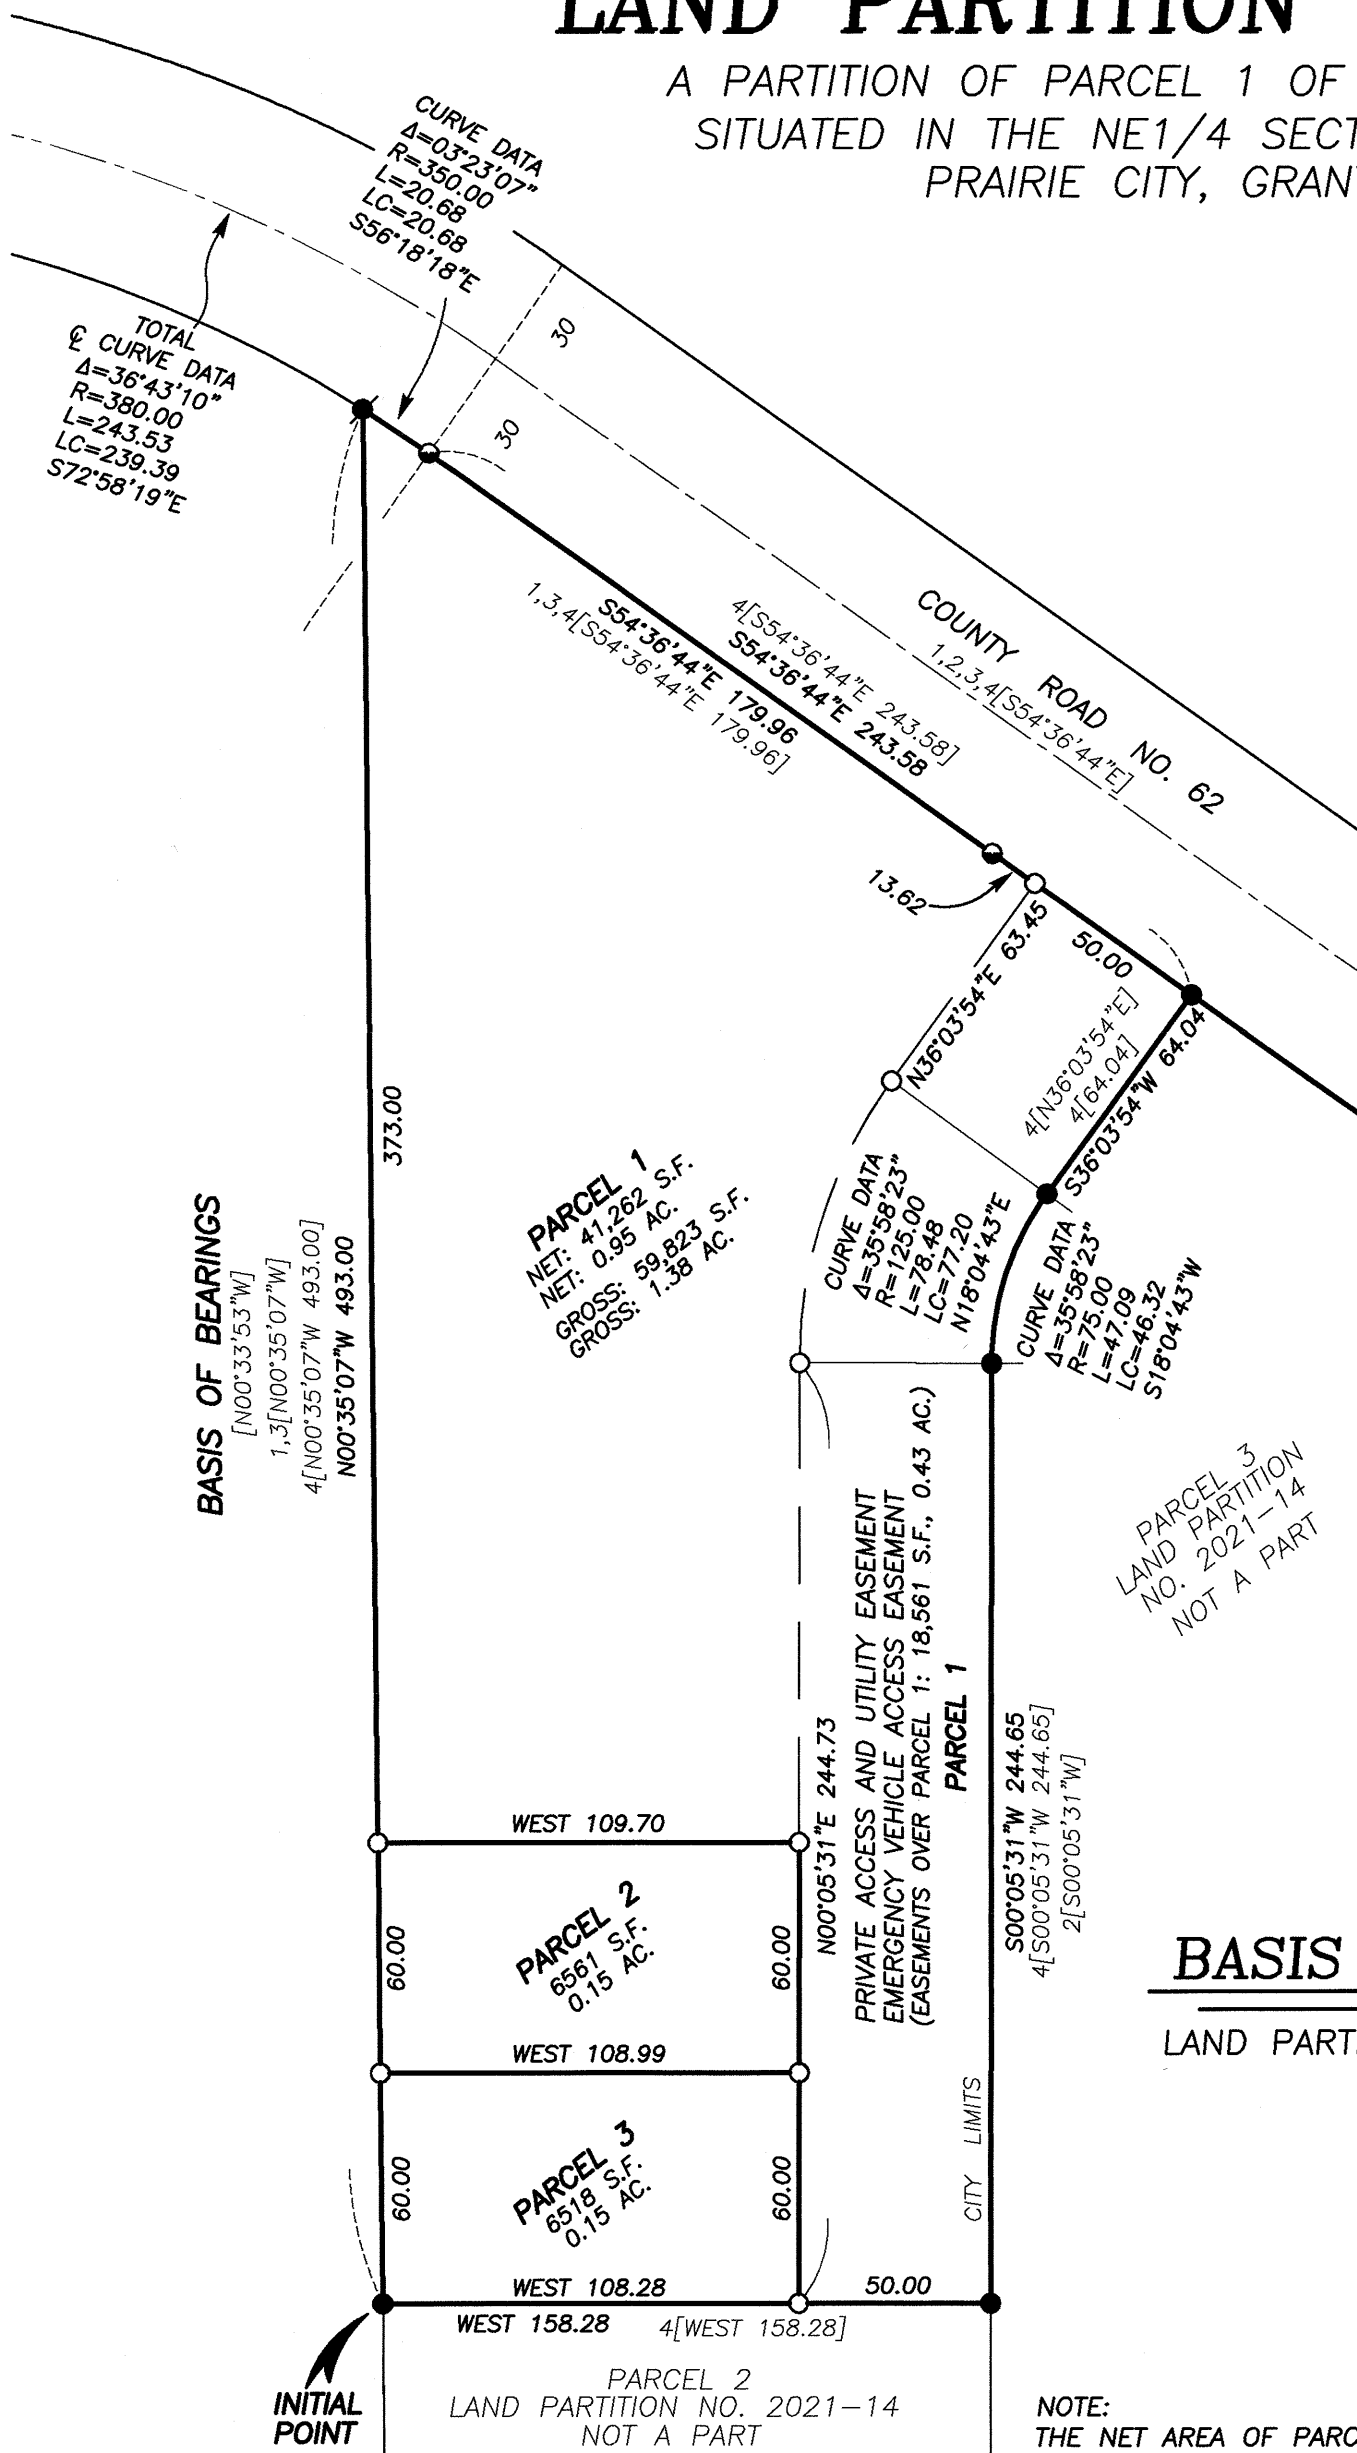 LAND PARTITION
A PARTITION OF PARCEL 1 OF
SITUATED IN THE NE1/4 SECT
PRAIRIE CITY, GRAN
CURVE DATA
Δ=03°23'07"
R=350.00
L=20.68
LC=20.68
S56°18'18"E
TOTAL
℄ CURVE DATA
Δ=36°43'10"
R=380.00
L=243.53
LC=239.39
S72°58'19"E
30
30
COUNTY ROAD NO. 62
1,2,3,4[S54°36'44"E]
4[S54°36'44"E 243.58]
S54°36'44"E 243.58
S54°36'44"E 179.96
1,3,4[S54°36'44"E 179.96]
13.62
50.00
N36°03'54"E 63.45
4[N36°03'54"E]
4[64.04]
S36°03'54"W 64.04
373.00
BASIS OF BEARINGS
[N00°33'53"W]
1,3[N00°35'07"W]
4[N00°35'07"W 493.00]
N00°35'07"W 493.00
PARCEL 1
NET: 41,262 S.F.
NET: 0.95 AC.
GROSS: 59,823 S.F.
GROSS: 1.38 AC.
CURVE DATA
Δ=35°58'23"
R=125.00
L=78.48
LC=77.20
N18°04'43"E
CURVE DATA
Δ=35°58'23"
R=75.00
L=47.09
LC=46.32
S18°04'43"W
PARCEL 3
LAND PARTITION
NO. 2021-14
NOT A PART
N00°05'31"E 244.73
PRIVATE ACCESS AND UTILITY EASEMENT
EMERGENCY VEHICLE ACCESS EASEMENT
(EASEMENTS OVER PARCEL 1: 18,561 S.F., 0.43 AC.)
PARCEL 1
S00°05'31"W 244.65
4[S00°05'31"W 244.65]
2[S00°05'31"W]
CITY LIMITS
WEST 109.70
60.00
PARCEL 2
6561 S.F.
0.15 AC.
60.00
WEST 108.99
60.00
PARCEL 3
6518 S.F.
0.15 AC.
60.00
WEST 108.28
50.00
WEST 158.28
4[WEST 158.28]
BASIS
LAND PART
INITIAL
POINT
PARCEL 2
LAND PARTITION NO. 2021-14
NOT A PART
NOTE:
THE NET AREA OF PARC